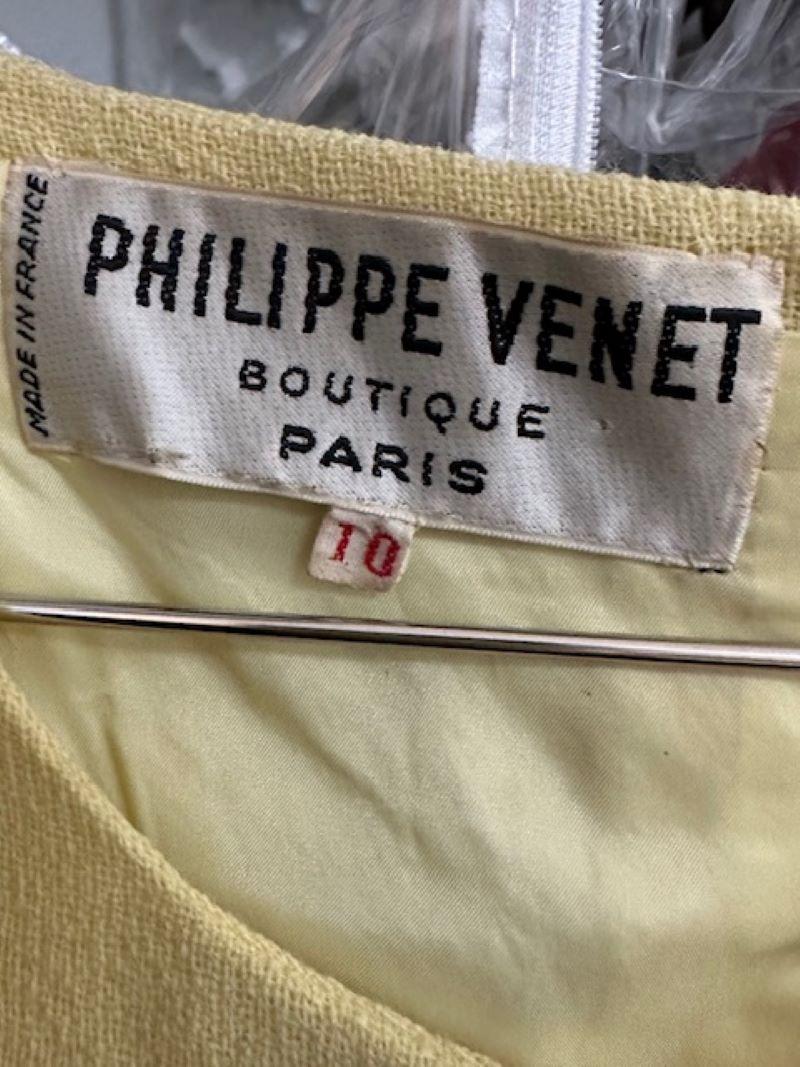 MADE IN FRANCE
PHILIPPE VENET
BOUTIQUE
PARIS
10